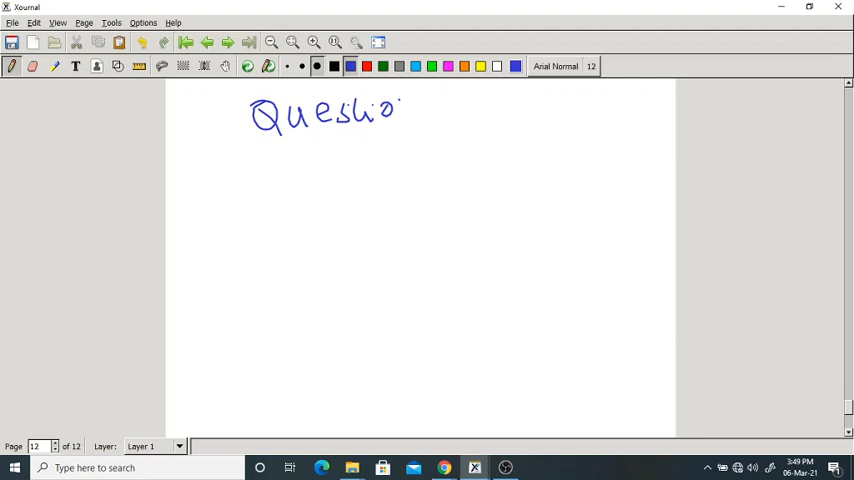 Xournal
File Edit View Page Tools Options Help
Arial Normal 12
Questio
Page 12 of 12 Layer: Layer 1
Type here to search
3:49 PM
06-Mar-21